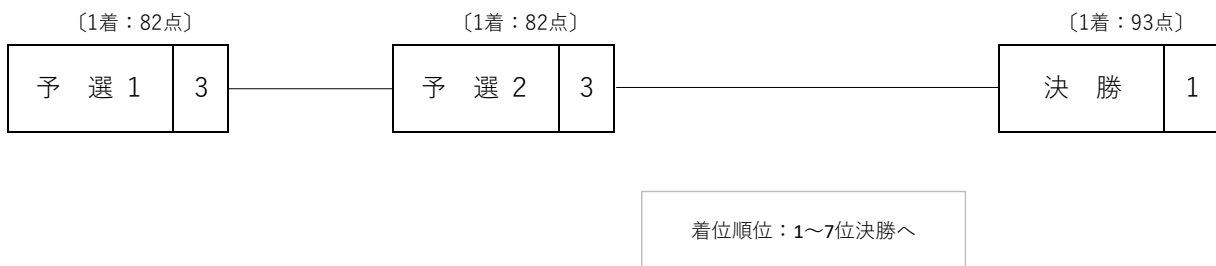 〔1着：82点〕 〔1着：82点〕 〔1着：93点〕
予 選 1 3 予 選 2 3 決 勝 1
着位順位：1～7位決勝へ